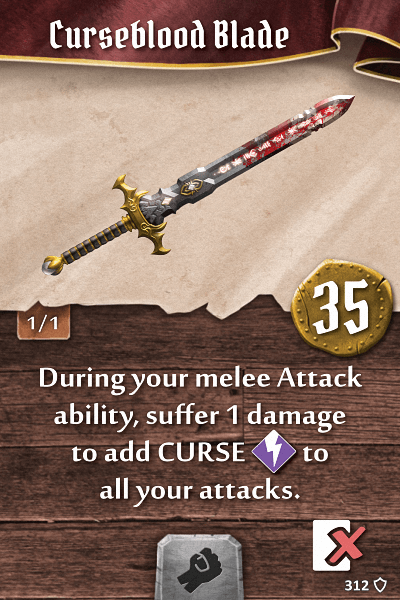 Curseblood Blade
35
1/1
During your melee Attack
ability, suffer 1 damage
to add CURSE to
all your attacks.
312